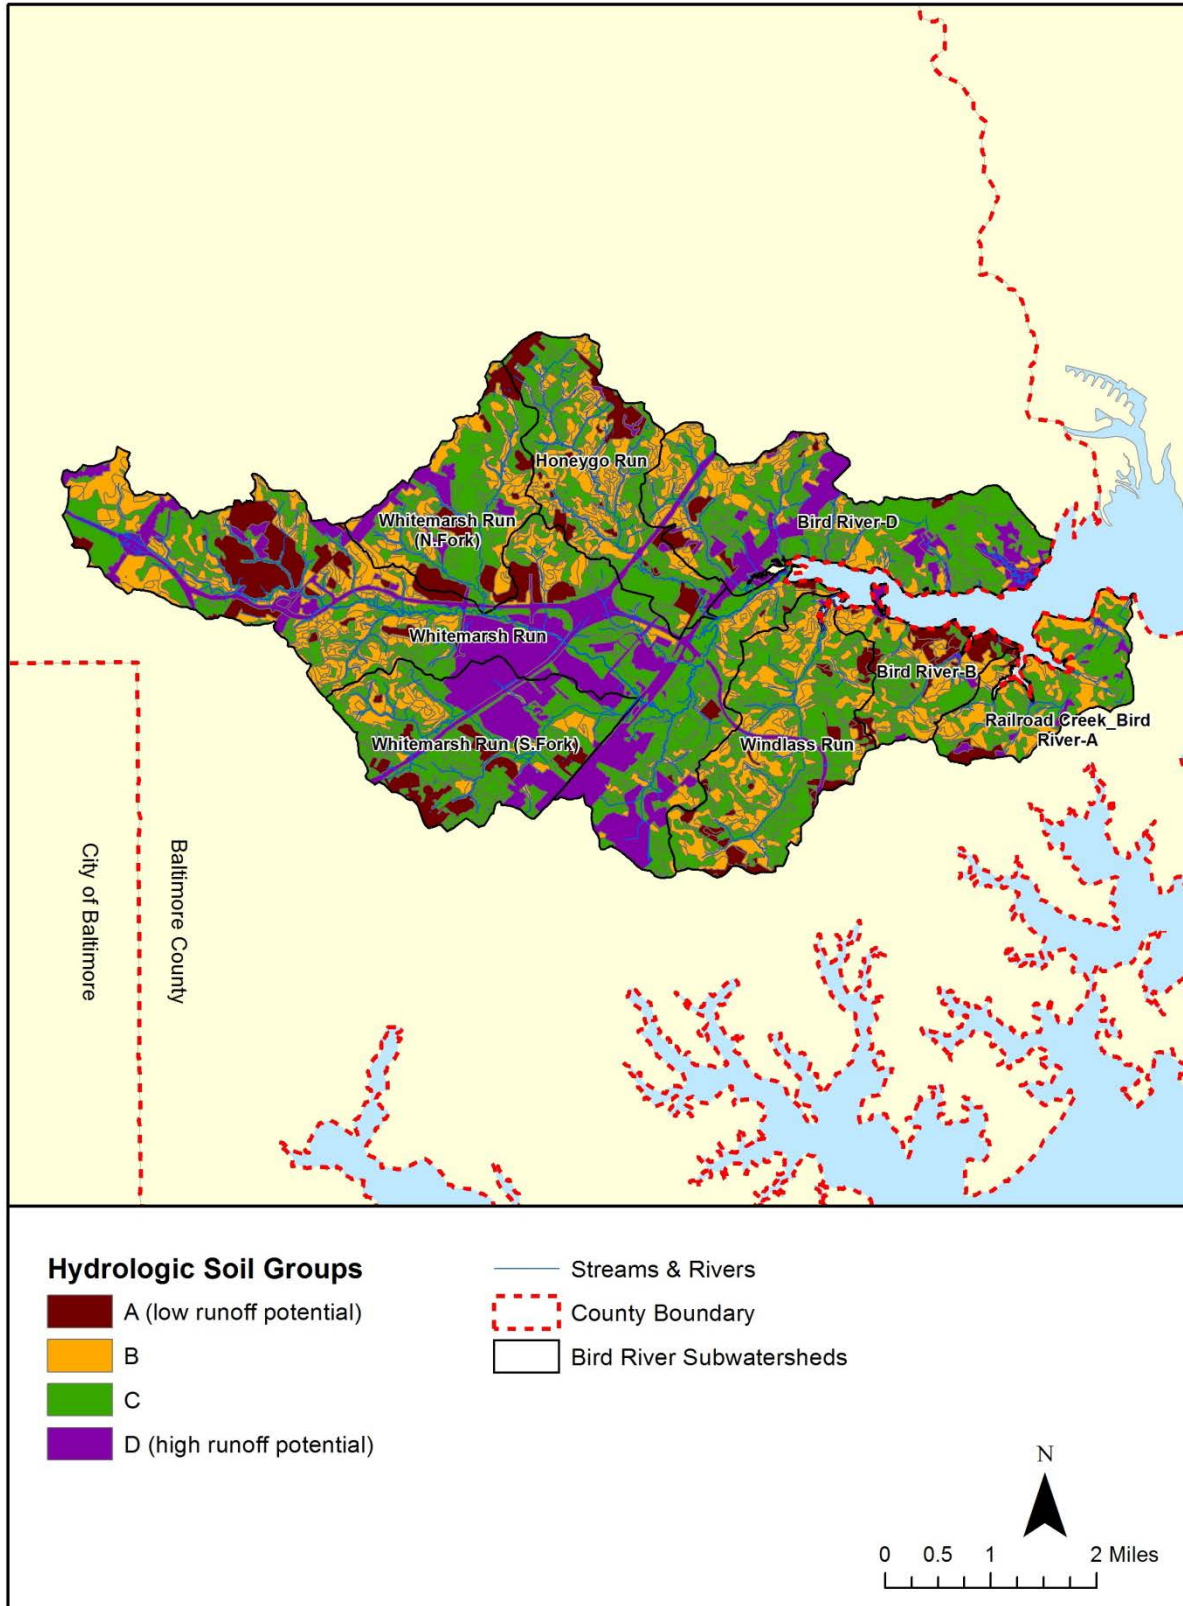 Honeygo Run
Whitemarsh Run
(N.Fork)
Bird River-D
Whitemarsh Run
Bird River-B
Railroad Creek_Bird
River-A
Whitemarsh Run (S.Fork)
Windlass Run
City of Baltimore
Baltimore County
Hydrologic Soil Groups
A (low runoff potential)
B
C
D (high runoff potential)
Streams & Rivers
County Boundary
Bird River Subwatersheds
N
0 0.5 1 2 Miles